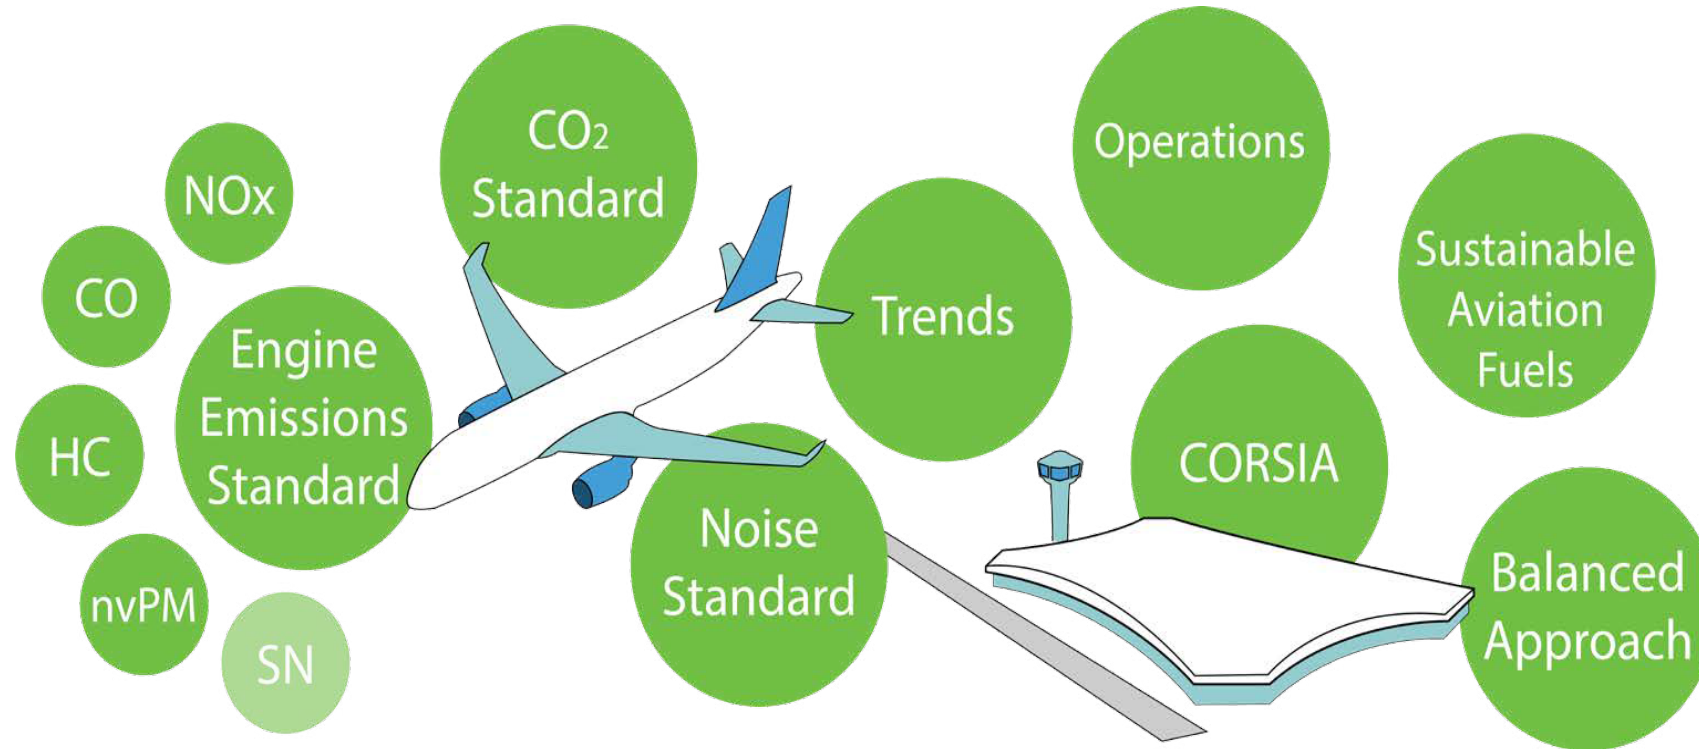 NOx
CO
HC
nvPM
SN
Engine
Emissions
Standard
CO₂
Standard
Noise
Standard
Trends
Operations
CORSIA
Sustainable
Aviation
Fuels
Balanced
Approach